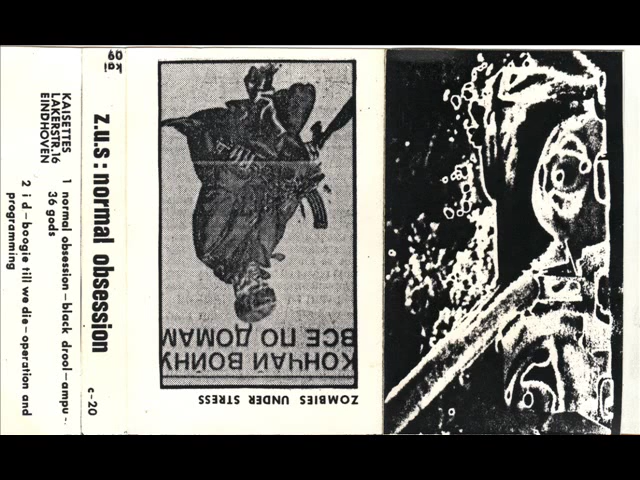 kai
09
z.u.s : normal obsession
c-20
KAISETTES
LAKERSTR.16
EINDHOVEN
1 normal obsession – black drool – ampu-
36 gods
2 i d – boogie till we die – operation and
programming
ZOMBIES UNDER STRESS
КОНЧАЙ ВОЙНУ
ВСЕ ПО ДОМАМ